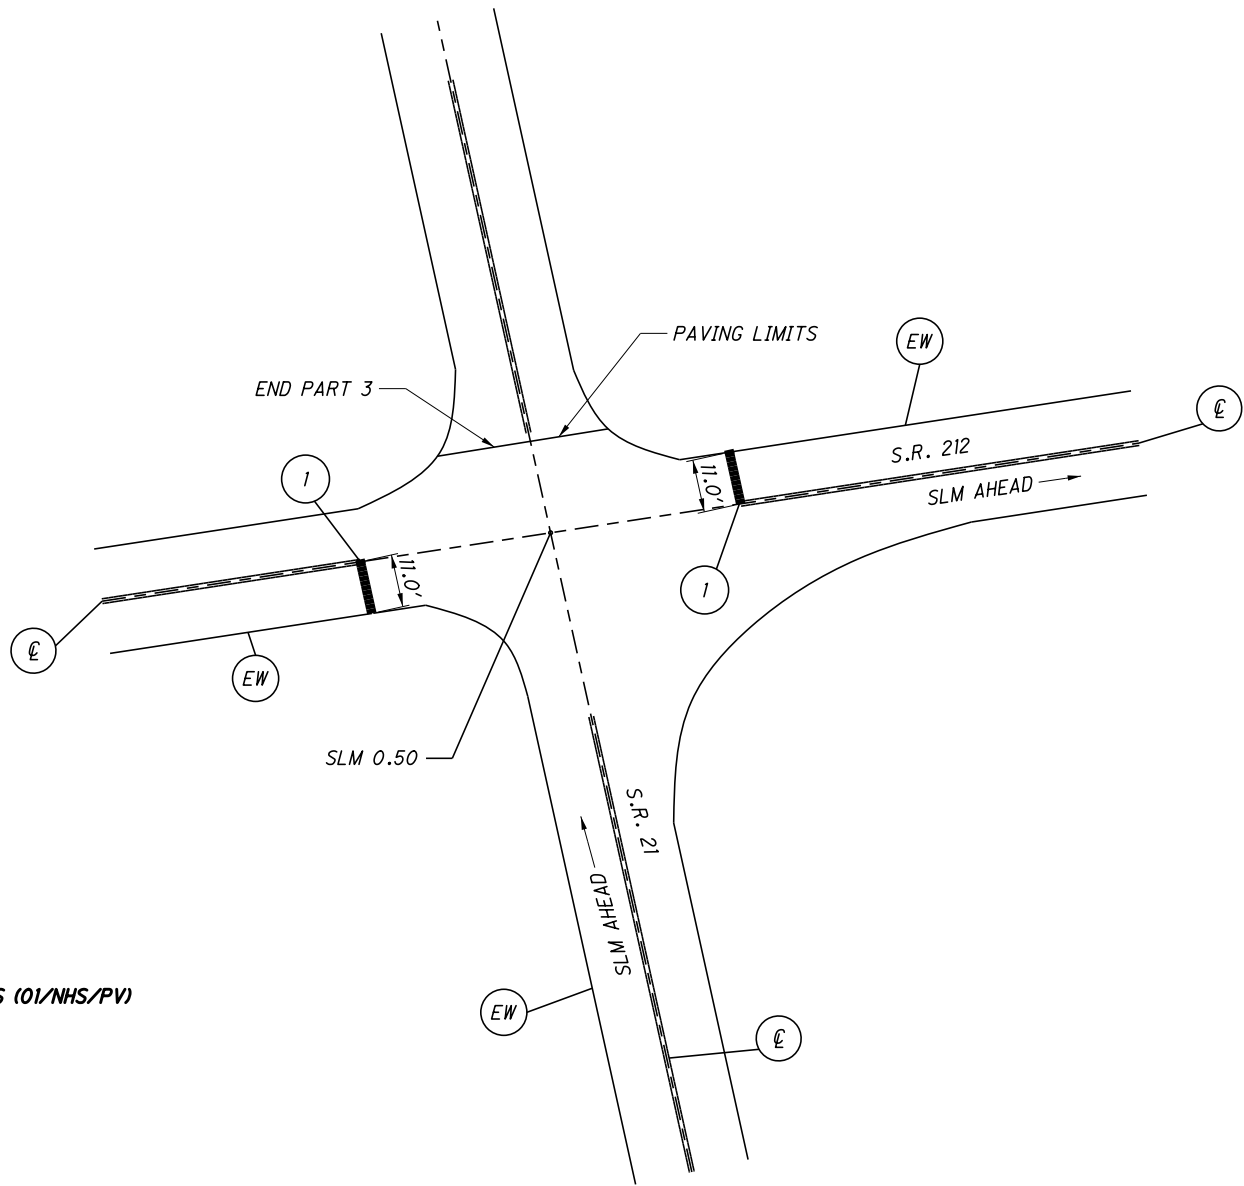 PAVING LIMITS
EW
END PART 3
℄
S.R. 212
1
11.0'
SLM AHEAD
11.0'
1
℄
EW
SLM 0.50
S.R. 21
SLM AHEAD
(01/NHS/PV)
EW
℄